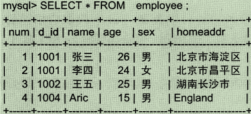 mysql> SELECT * FROM employee ;
+-----+------+------+-----+-----+--------------+
| num | d_id | name | age | sex | homeaddr |
+-----+------+------+-----+-----+--------------+
| 1 | 1001 | 张三 | 26 | 男 | 北京市海淀区 |
| 2 | 1001 | 李四 | 24 | 女 | 北京市昌平区 |
| 3 | 1002 | 王五 | 25 | 男 | 湖南长沙市 |
| 4 | 1004 | Aric | 15 | 男 | England |
+-----+------+------+-----+-----+--------------+